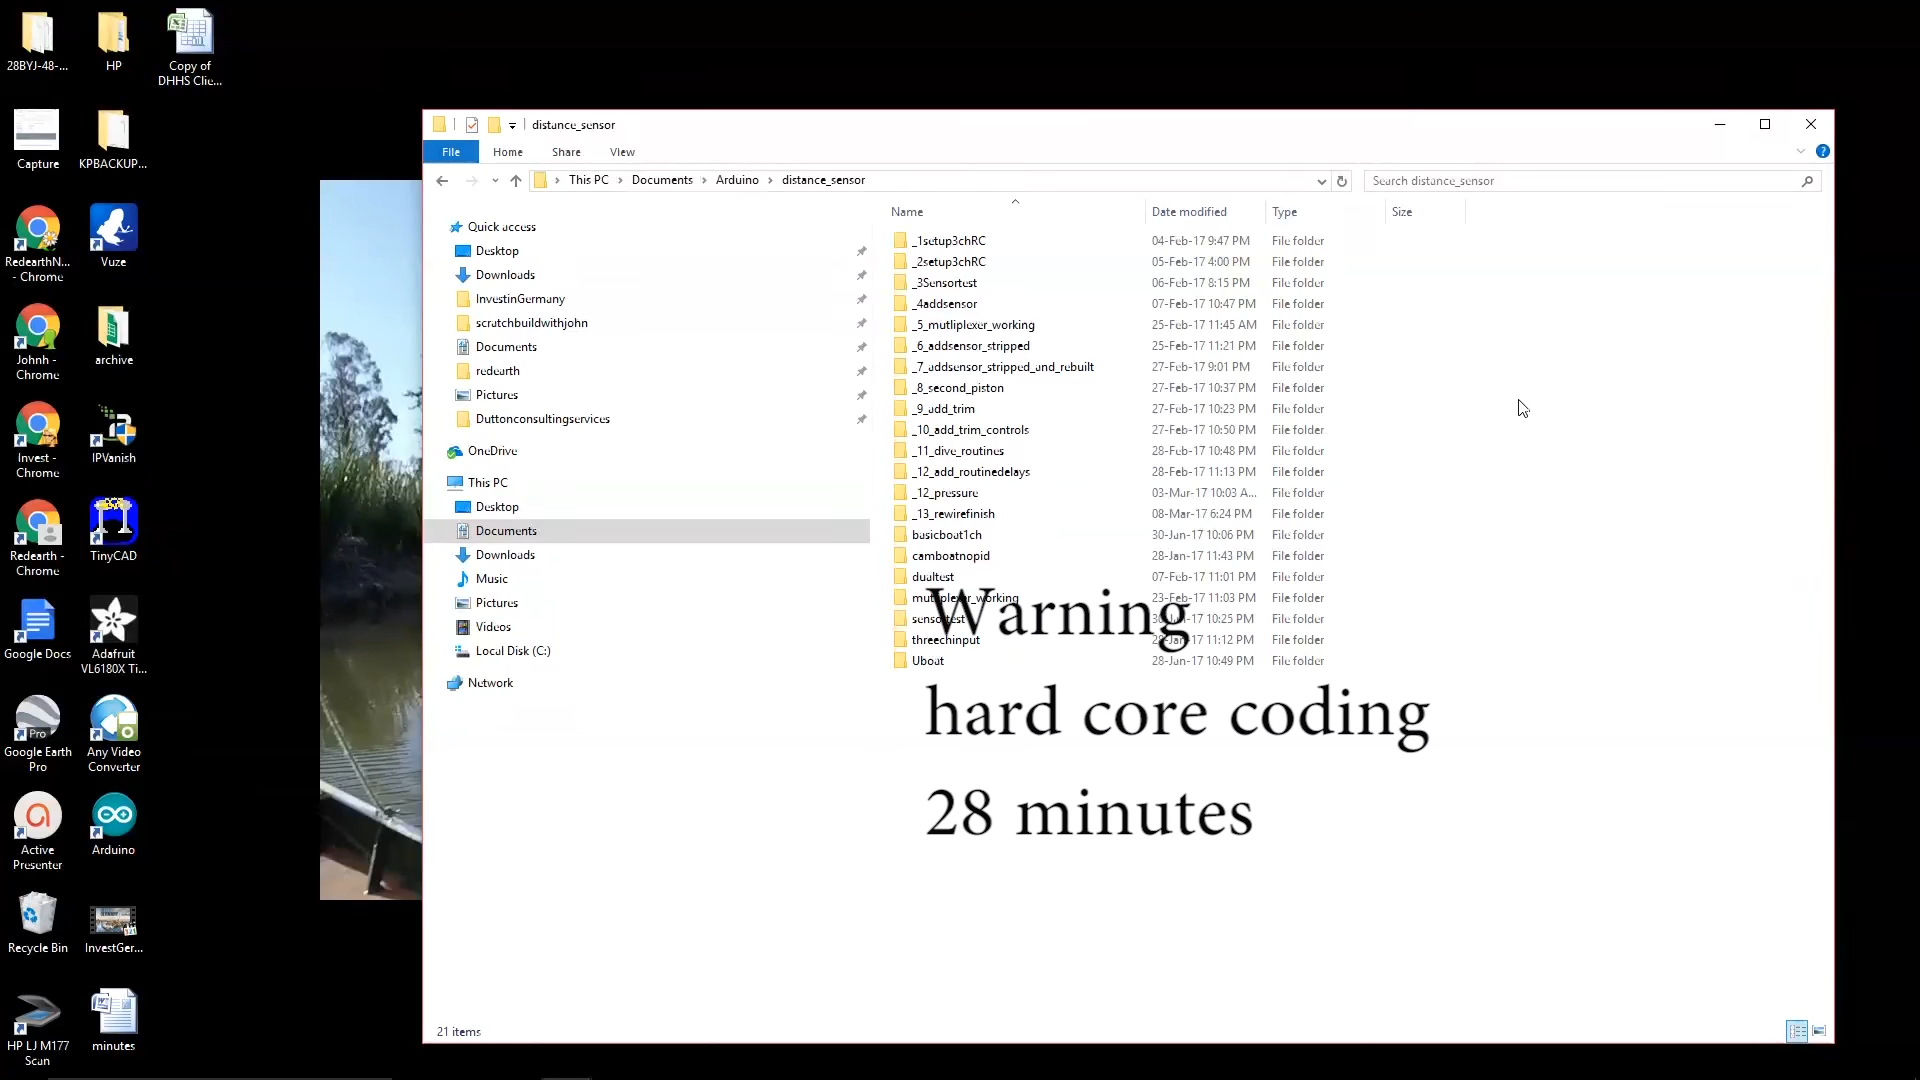 28BYJ-48-...
HP
Copy of
DHHS Clie...
Capture
KPBACKUP...
RedearthN...
- Chrome
Vuze
Johnh -
Chrome
archive
Invest -
Chrome
IPVanish
Redearth -
Chrome
TinyCAD
Google Docs
Adafruit
VL6180X Ti...
Google Earth
Pro
Any Video
Converter
Active
Presenter
Arduino
Recycle Bin
InvestGer...
HP LJ M177
Scan
minutes
distance_sensor
File Home Share View
This PC > Documents > Arduino > distance_sensor
Search distance_sensor
Quick access
Desktop
Downloads
InvestinGermany
scratchbuildwithjohn
Documents
redearth
Pictures
Duttonconsultingservices
OneDrive
This PC
Desktop
Documents
Downloads
Music
Pictures
Videos
Local Disk (C:)
Network
Name Date modified Type Size
_1setup3chRC 04-Feb-17 9:47 PM File folder
_2setup3chRC 05-Feb-17 4:00 PM File folder
_3Sensortest 06-Feb-17 8:15 PM File folder
_4addsensor 07-Feb-17 10:47 PM File folder
_5_mutliplexer_working 25-Feb-17 11:45 AM File folder
_6_addsensor_stripped 25-Feb-17 11:21 PM File folder
_7_addsensor_stripped_and_rebuilt 27-Feb-17 9:01 PM File folder
_8_second_piston 27-Feb-17 10:37 PM File folder
_9_add_trim 27-Feb-17 10:23 PM File folder
_10_add_trim_controls 27-Feb-17 10:50 PM File folder
_11_dive_routines 28-Feb-17 10:48 PM File folder
_12_add_routinedelays 28-Feb-17 11:13 PM File folder
_12_pressure 03-Mar-17 10:03 A... File folder
_13_rewirefinish 08-Mar-17 6:24 PM File folder
basicboat1ch 30-Jan-17 10:06 PM File folder
camboatnopid 28-Jan-17 11:43 PM File folder
dualtest 07-Feb-17 11:01 PM File folder
23-Feb-17 11:03 PM File folder
10:25 PM File folder
threechinput 11:12 PM File folder
Uboat 28-Jan-17 10:49 PM File folder
Warning
hard core coding
28 minutes
21 items